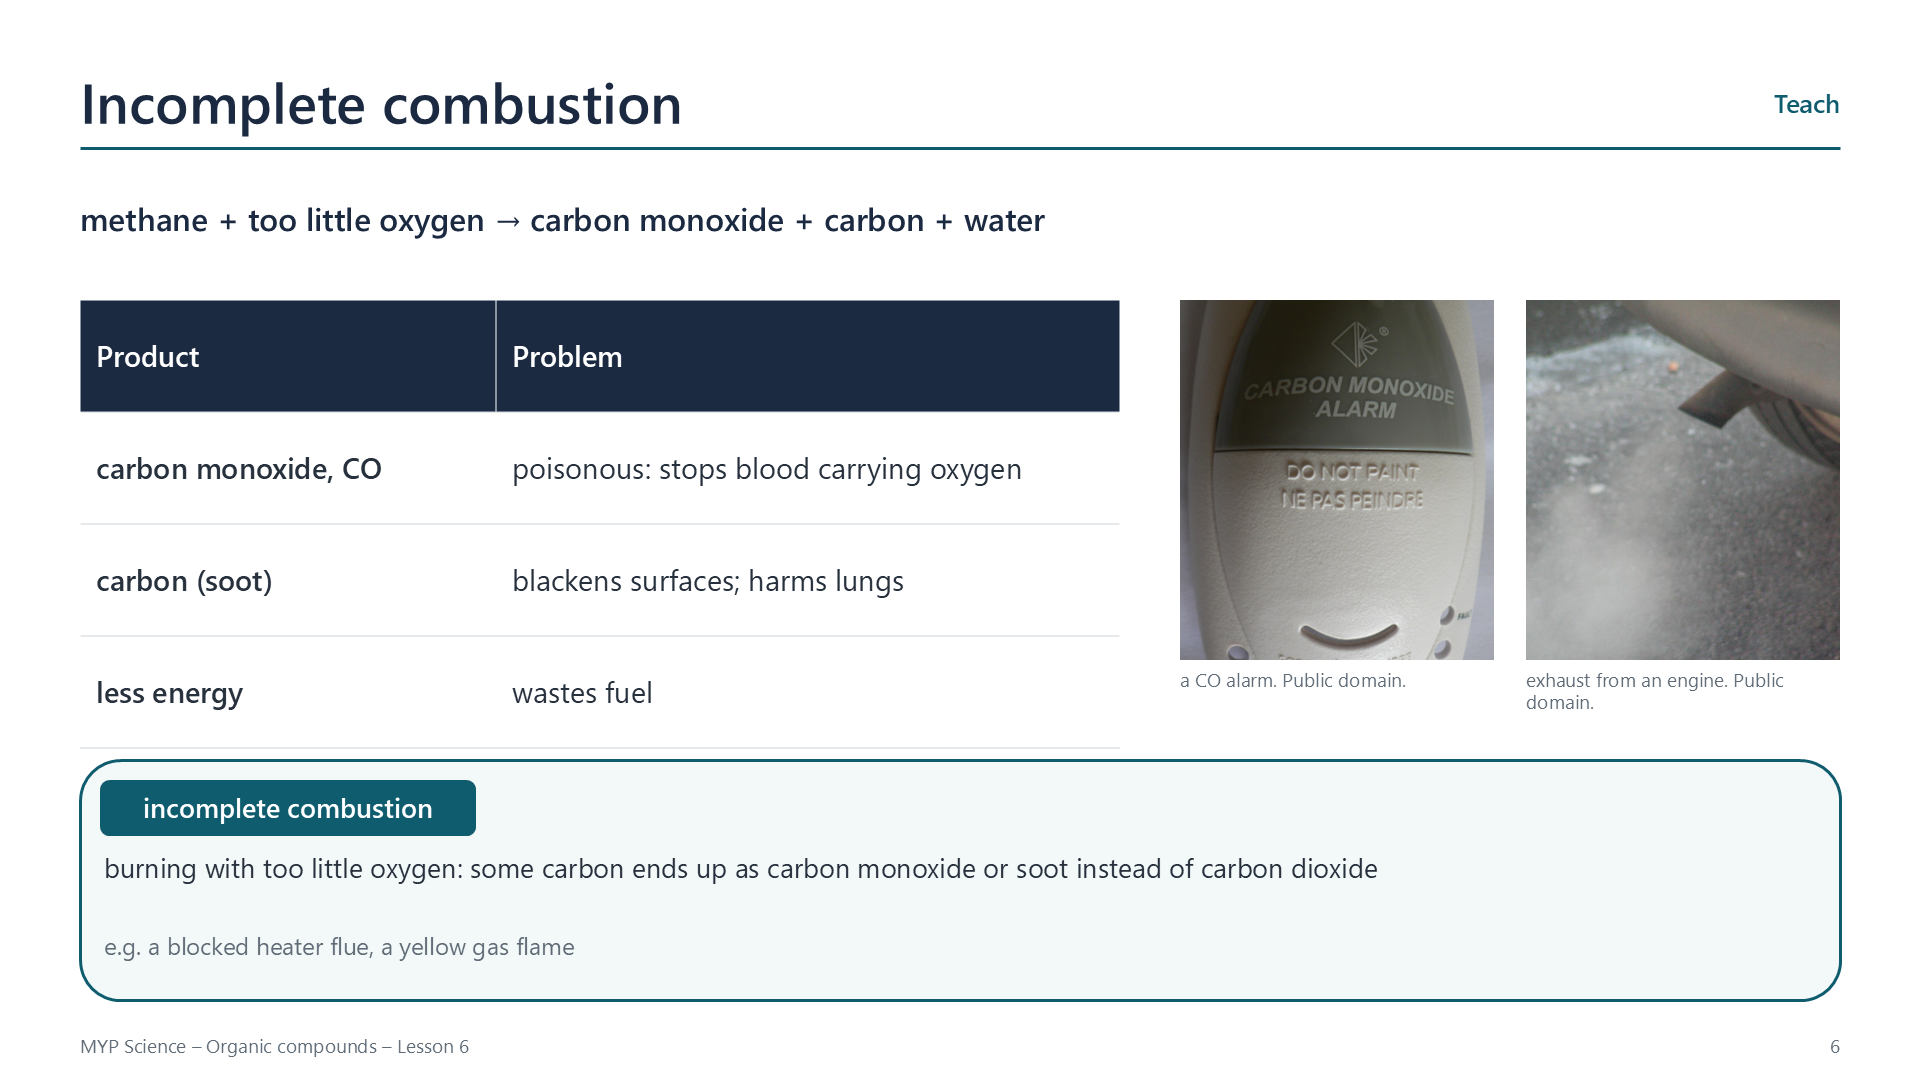 Incomplete combustion
Teach
methane + too little oxygen → carbon monoxide + carbon + water
Product
Problem
carbon monoxide, CO
poisonous: stops blood carrying oxygen
carbon (soot)
blackens surfaces; harms lungs
less energy
wastes fuel
®
CARBON MONOXIDE
ALARM
DO NOT PAINT
NE PAS PEINDRE
a CO alarm. Public domain.
exhaust from an engine. Public
domain.
incomplete combustion
burning with too little oxygen: some carbon ends up as carbon monoxide or soot instead of carbon dioxide
e.g. a blocked heater flue, a yellow gas flame
MYP Science – Organic compounds – Lesson 6
6